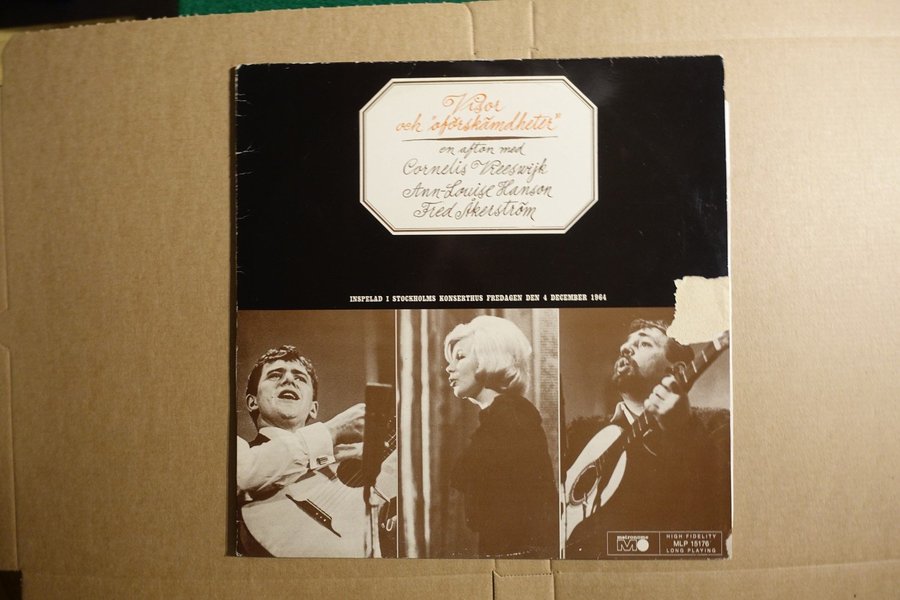 Visor
och "oförskämdheter"
en afton med
Cornelis Vreeswijk
Ann-Louise Hanson
Fred Åkerström
INSPELAD I STOCKHOLMS KONSERTHUS FREDAGEN DEN 4 DECEMBER 1964
metronome
HIGH FIDELITY
MLP 15176
LONG PLAYING